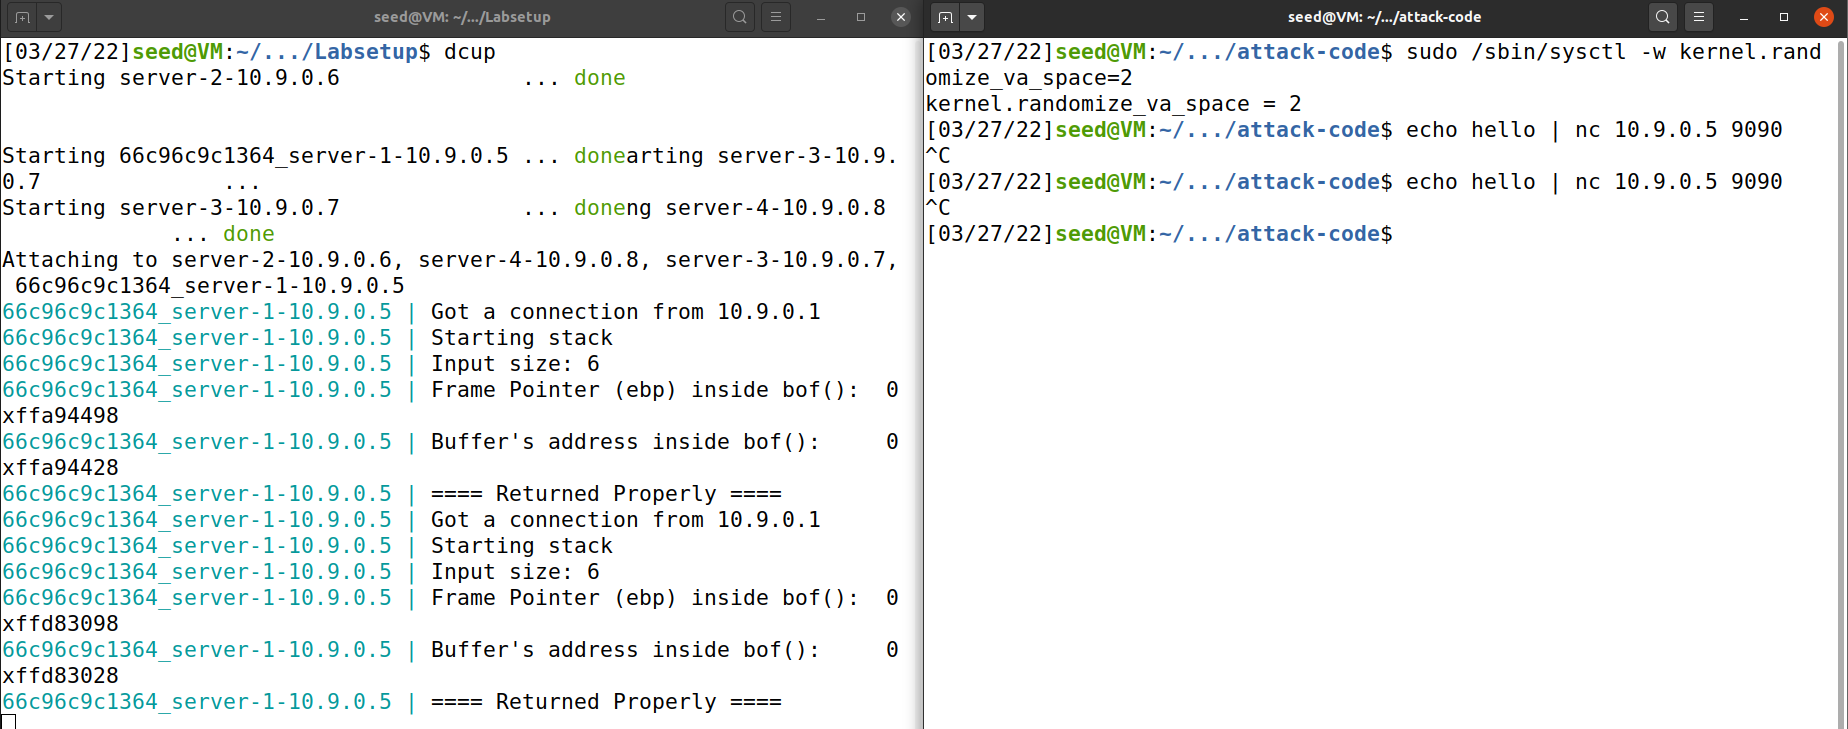 seed@VM: ~/.../Labsetup
[03/27/22]seed@VM:~/.../Labsetup$ dcup
Starting server-2-10.9.0.6              ... done
Starting 66c96c9c1364_server-1-10.9.0.5 ... donearting server-3-10.9.
0.7              ...
Starting server-3-10.9.0.7              ... doneng server-4-10.9.0.8
             ... done
Attaching to server-2-10.9.0.6, server-4-10.9.0.8, server-3-10.9.0.7,
 66c96c9c1364_server-1-10.9.0.5
66c96c9c1364_server-1-10.9.0.5 | Got a connection from 10.9.0.1
66c96c9c1364_server-1-10.9.0.5 | Starting stack
66c96c9c1364_server-1-10.9.0.5 | Input size: 6
66c96c9c1364_server-1-10.9.0.5 | Frame Pointer (ebp) inside bof():  0
xffa94498
66c96c9c1364_server-1-10.9.0.5 | Buffer's address inside bof():     0
xffa94428
66c96c9c1364_server-1-10.9.0.5 | ==== Returned Properly ====
66c96c9c1364_server-1-10.9.0.5 | Got a connection from 10.9.0.1
66c96c9c1364_server-1-10.9.0.5 | Starting stack
66c96c9c1364_server-1-10.9.0.5 | Input size: 6
66c96c9c1364_server-1-10.9.0.5 | Frame Pointer (ebp) inside bof():  0
xffd83098
66c96c9c1364_server-1-10.9.0.5 | Buffer's address inside bof():     0
xffd83028
66c96c9c1364_server-1-10.9.0.5 | ==== Returned Properly ====
seed@VM: ~/.../attack-code
[03/27/22]seed@VM:~/.../attack-code$ sudo /sbin/sysctl -w kernel.rand
omize_va_space=2
kernel.randomize_va_space = 2
[03/27/22]seed@VM:~/.../attack-code$ echo hello | nc 10.9.0.5 9090
^C
[03/27/22]seed@VM:~/.../attack-code$ echo hello | nc 10.9.0.5 9090
^C
[03/27/22]seed@VM:~/.../attack-code$